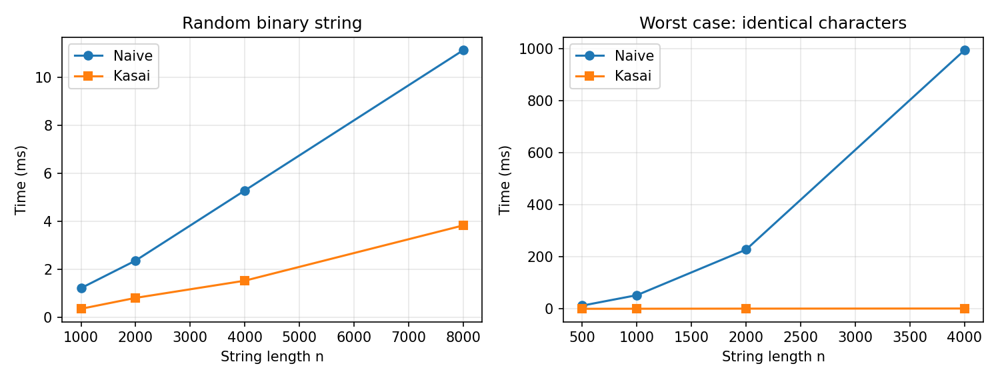 Random binary string
Naive
Kasai
10
8
6
4
2
0
Time (ms)
1000 2000 3000 4000 5000 6000 7000 8000
String length n
Worst case: identical characters
Naive
Kasai
1000
800
600
400
200
0
Time (ms)
500 1000 1500 2000 2500 3000 3500 4000
String length n